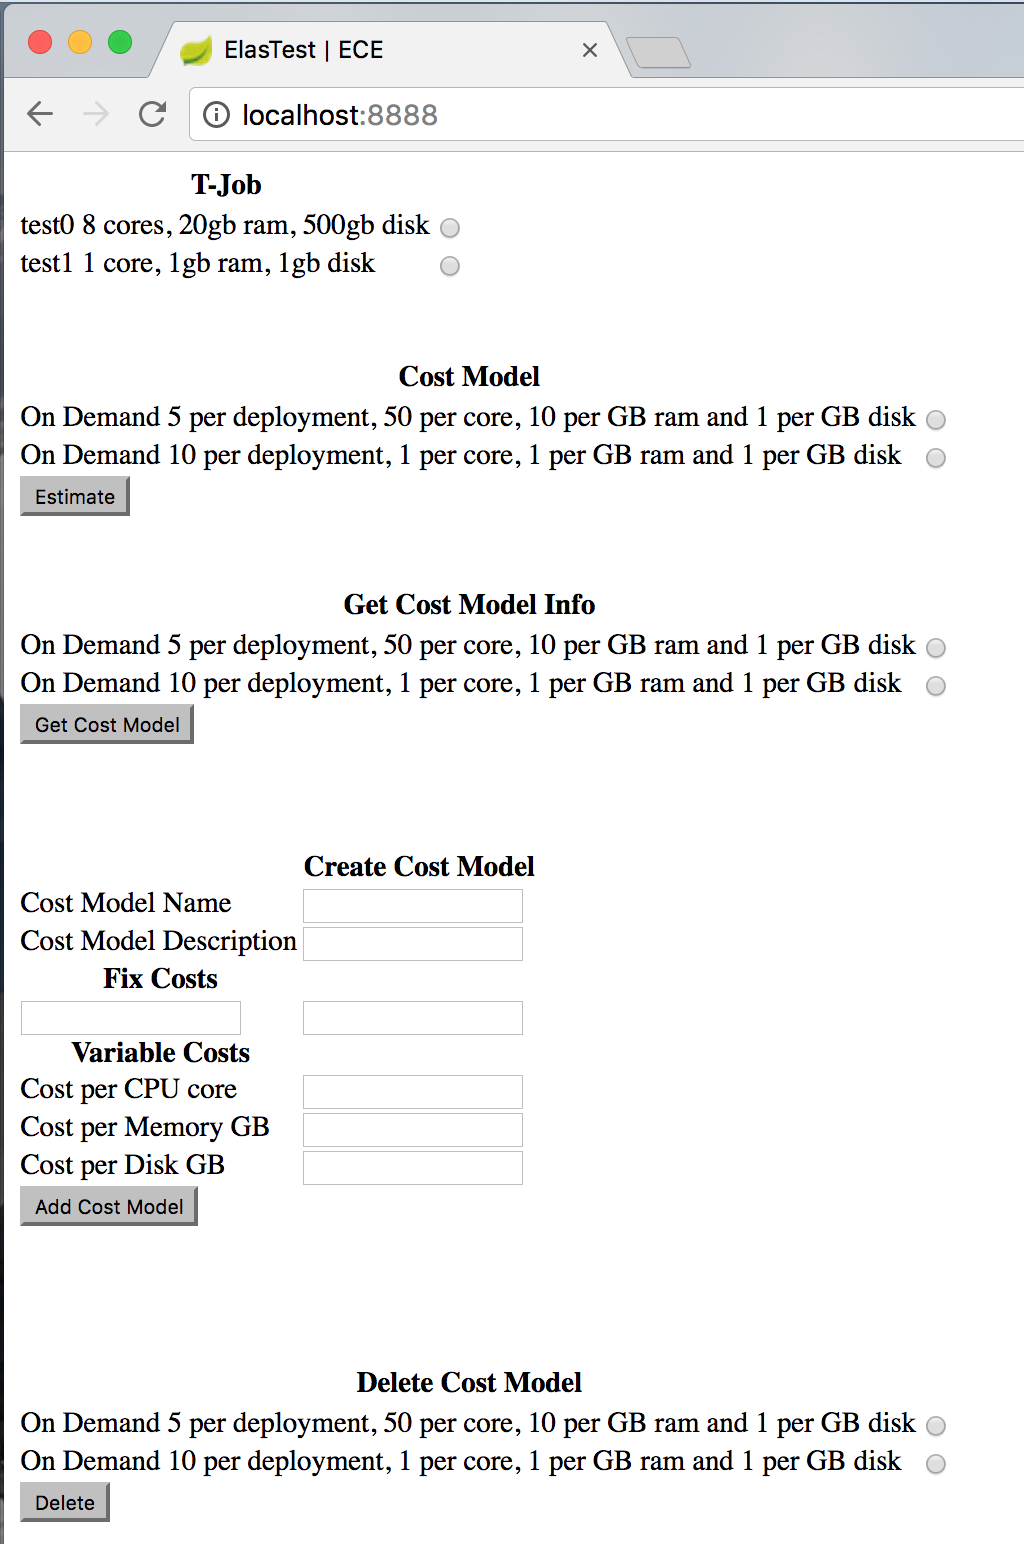 ElasTest | ECE
localhost:8888
T-Job
test0 8 cores, 20gb ram, 500gb disk
test1 1 core, 1gb ram, 1gb disk
Cost Model
On Demand 5 per deployment, 50 per core, 10 per GB ram and 1 per GB disk
On Demand 10 per deployment, 1 per core, 1 per GB ram and 1 per GB disk
Estimate
Get Cost Model Info
On Demand 5 per deployment, 50 per core, 10 per GB ram and 1 per GB disk
On Demand 10 per deployment, 1 per core, 1 per GB ram and 1 per GB disk
Get Cost Model
Create Cost Model
Cost Model Name
Cost Model Description
Fix Costs
Variable Costs
Cost per CPU core
Cost per Memory GB
Cost per Disk GB
Add Cost Model
Delete Cost Model
On Demand 5 per deployment, 50 per core, 10 per GB ram and 1 per GB disk
On Demand 10 per deployment, 1 per core, 1 per GB ram and 1 per GB disk
Delete